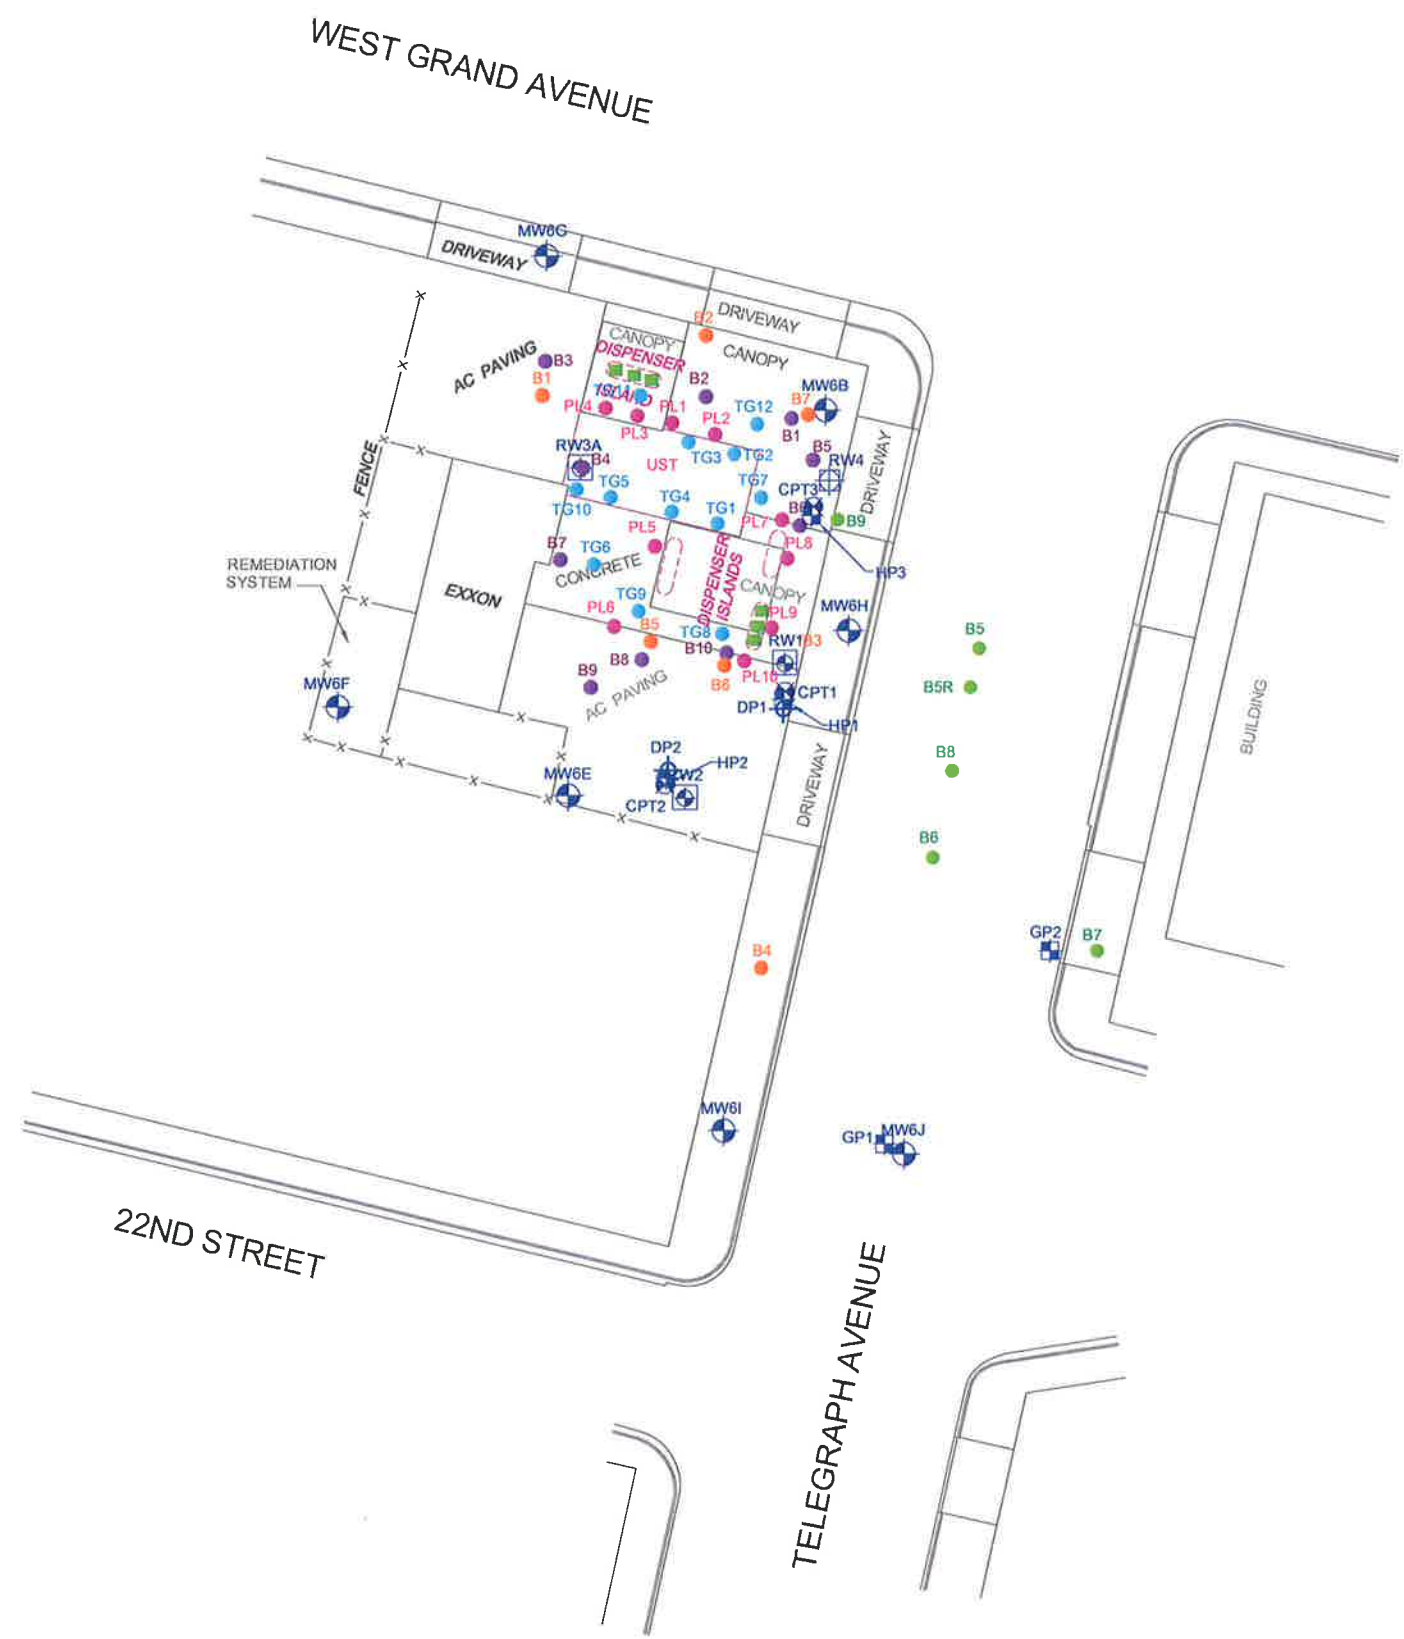 WEST GRAND AVENUE
MW6G
DRIVEWAY
DRIVEWAY
B2
CANOPY
CANOPY
DISPENSER
ISLAND
AC PAVING
B3
B1
B2
MW6B
B7
PL4
PL1
PL2
TG12
PL3
B1
B5
RW4
DRIVEWAY
FENCE
RW3A
B4
UST
TG3
TG2
TG5
TG7
CPT3
TG10
TG4
TG1
PL7
B9
PL5
PL8
B7
TG6
CONCRETE
DISPENSER
ISLANDS
HP3
REMEDIATION
SYSTEM
EXXON
CANOPY
TG9
PL6
PL9
MW6H
B5
TG8
RW1
B3
B10
B8
B6
PL10
B9
AC PAVING
B5
B5R
MW6F
CPT1
DP1
HP1
BUILDING
DP2
HP2
MW6E
CPT2
DRIVEWAY
B8
B6
GP2
B7
B4
MW6I
GP1
MW6J
22ND STREET
TELEGRAPH AVENUE